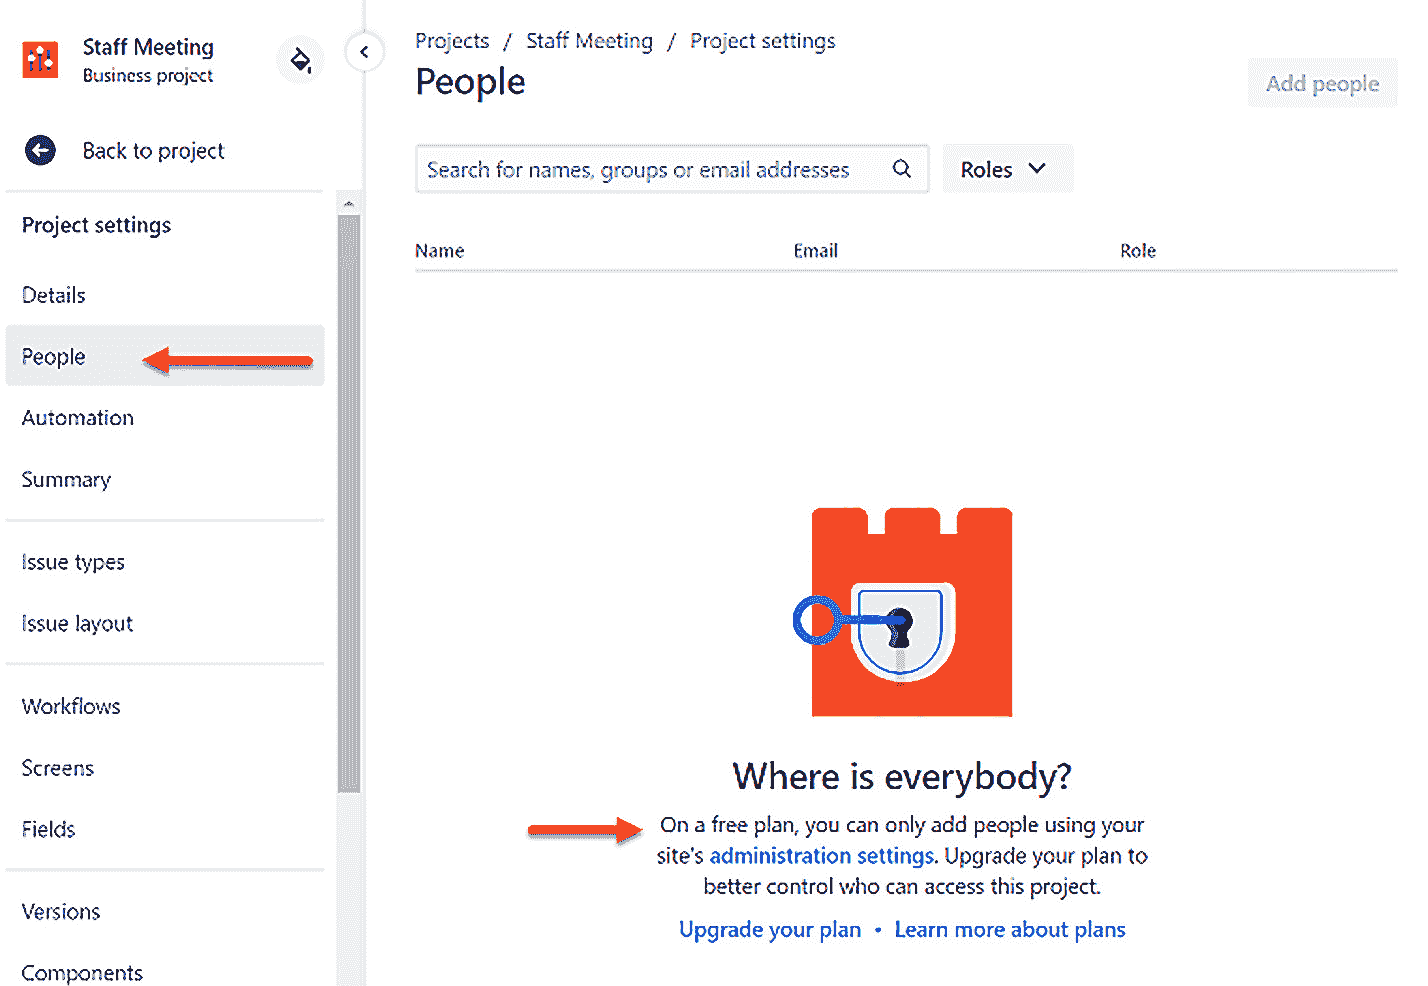 Staff Meeting
Business project
Back to project
Project settings
Details
People
Automation
Summary
Issue types
Issue layout
Workflows
Screens
Fields
Versions
Components
Projects / Staff Meeting / Project settings
People
Add people
Search for names, groups or email addresses
Roles
Name Email Role
Where is everybody?
On a free plan, you can only add people using your
site's administration settings. Upgrade your plan to
better control who can access this project.
Upgrade your plan • Learn more about plans